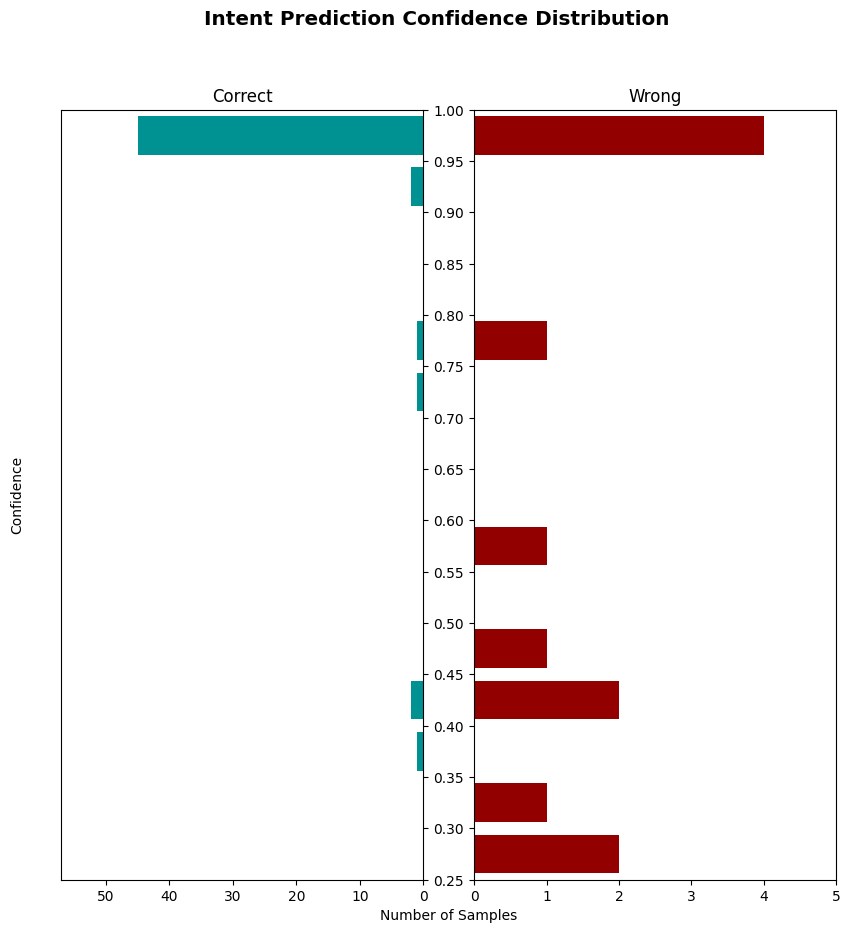 Intent Prediction Confidence Distribution
Correct
Wrong
1.00
0.95
0.90
0.85
0.80
0.75
0.70
0.65
0.60
0.55
0.50
0.45
0.40
0.35
0.30
0.25
Confidence
50 40 30 20 10 0
0 1 2 3 4 5
Number of Samples